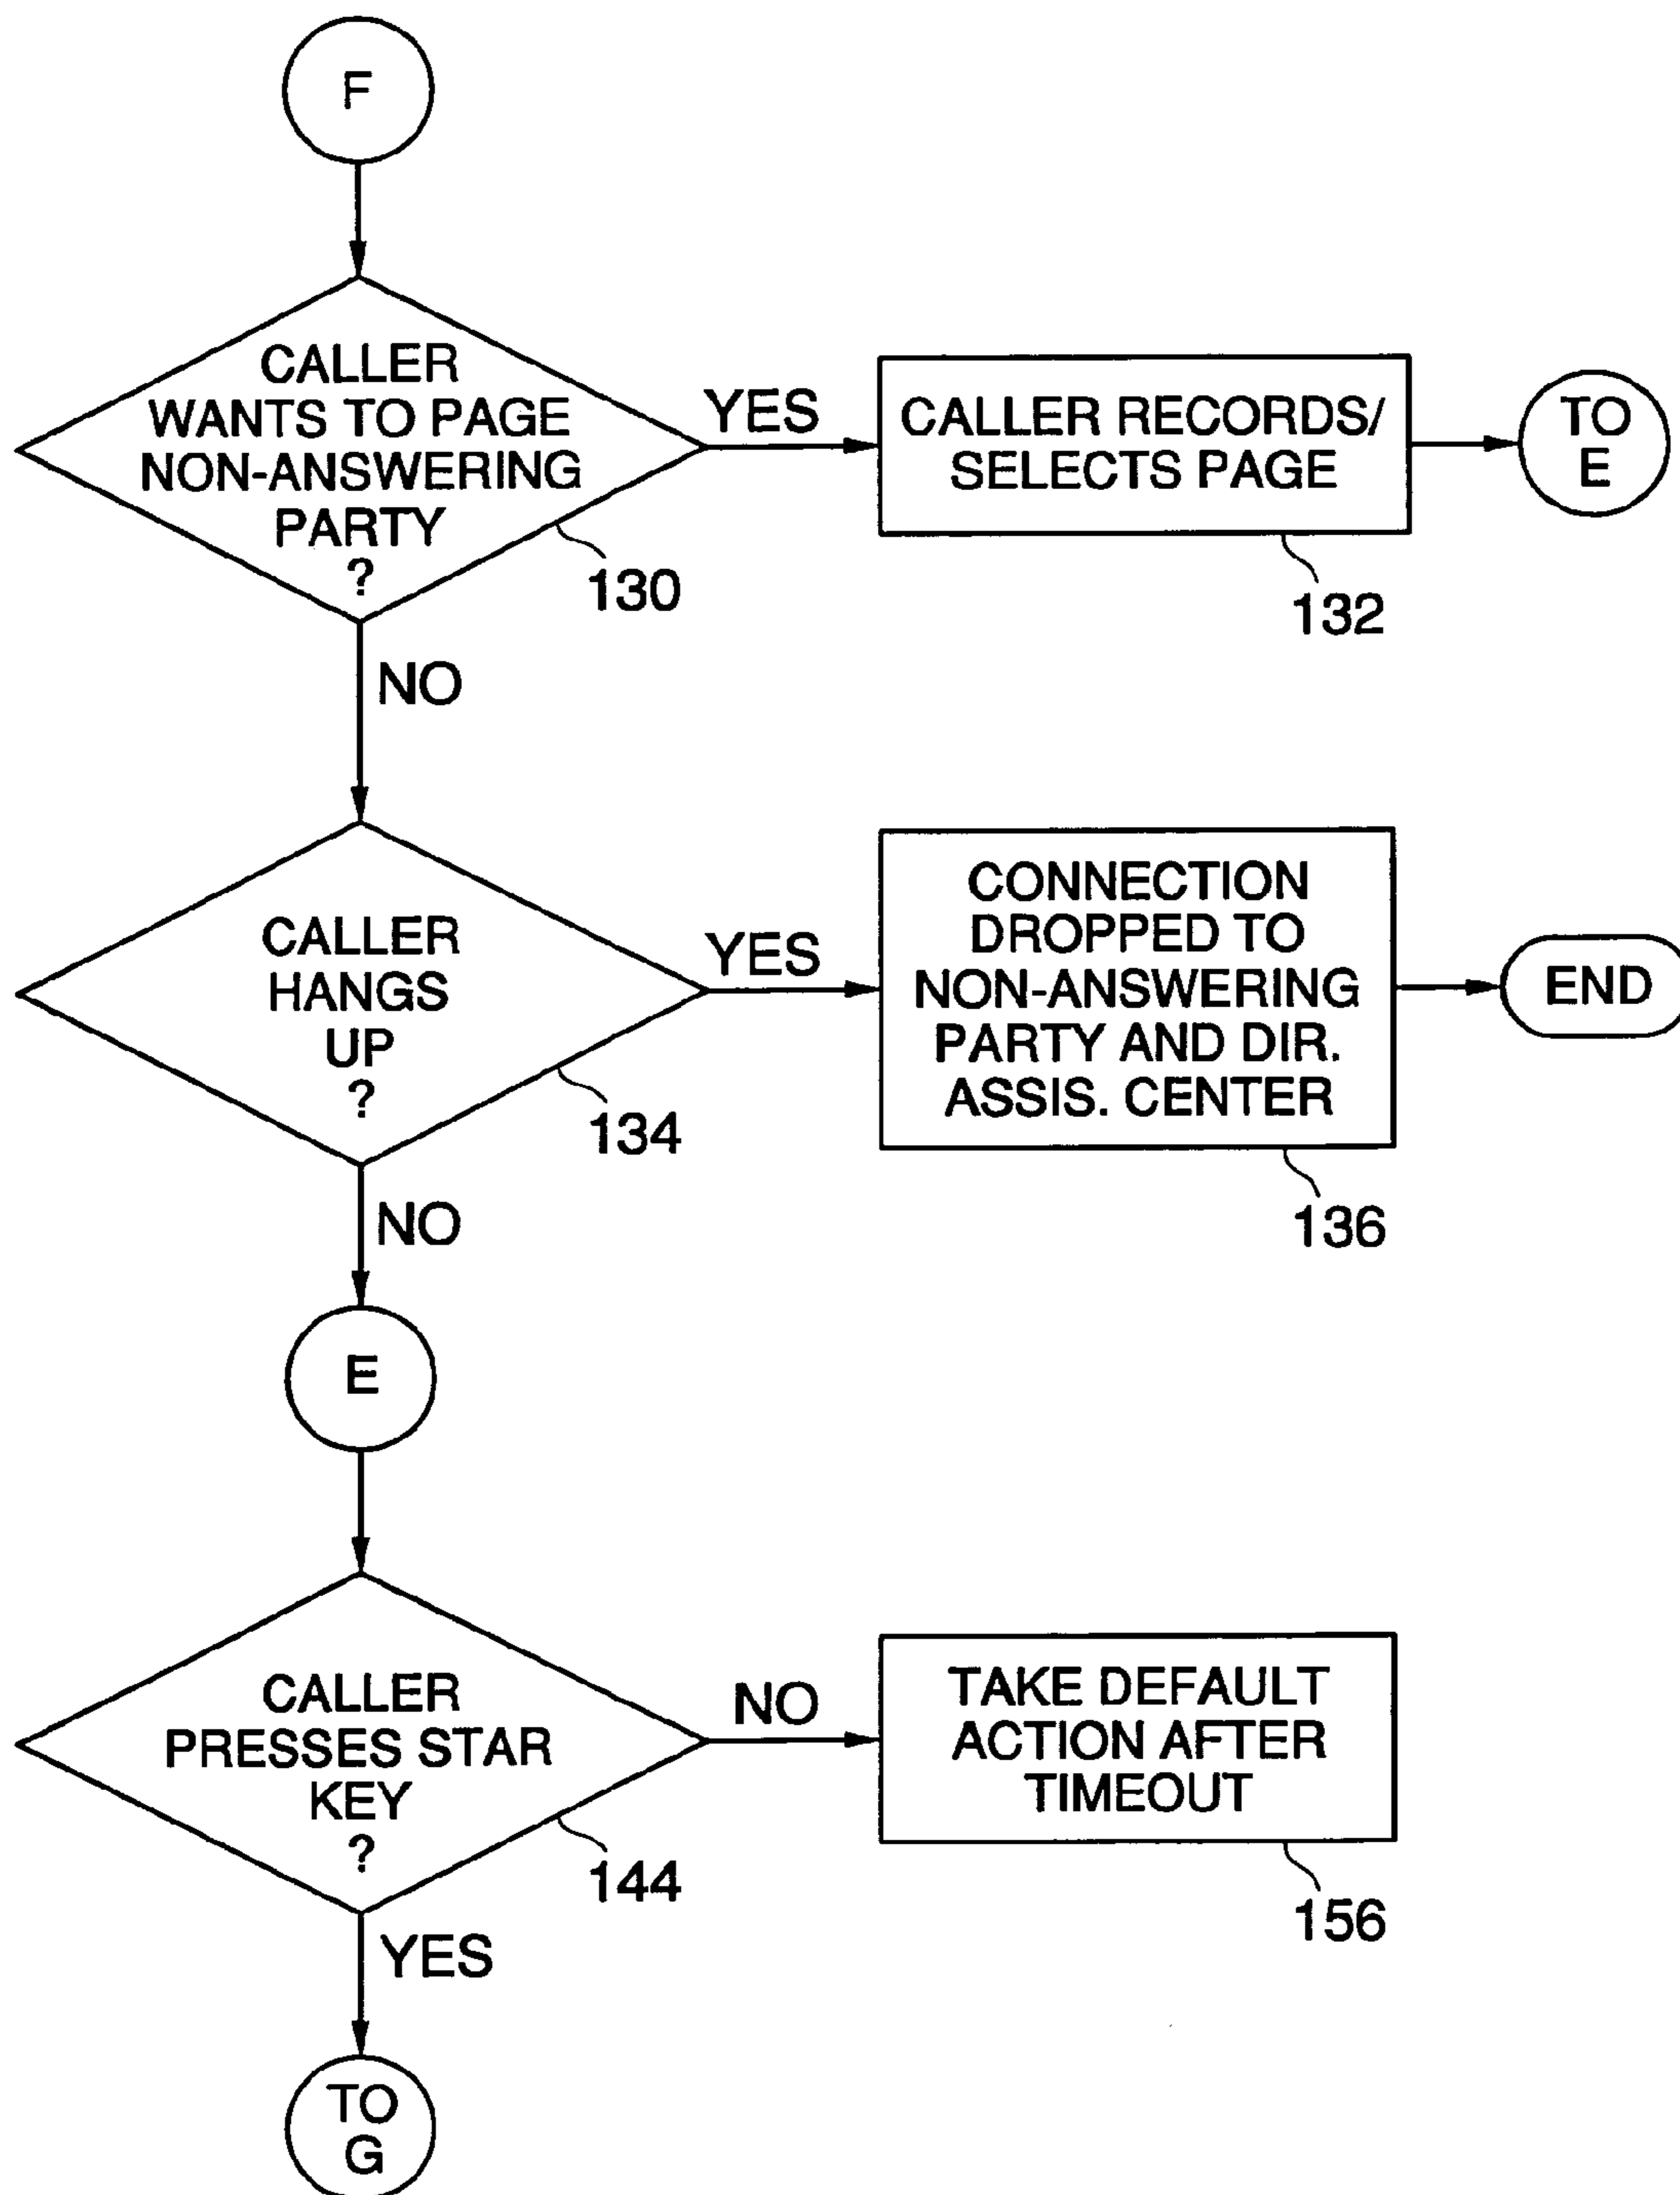 F
CALLER
WANTS TO PAGE
NON-ANSWERING
PARTY
?
130
YES
CALLER RECORDS/
SELECTS PAGE
132
TO
E
NO
CALLER
HANGS
UP
?
134
YES
CONNECTION
DROPPED TO
NON-ANSWERING
PARTY AND DIR.
ASSIS. CENTER
136
END
NO
E
CALLER
PRESSES STAR
KEY
?
144
NO
TAKE DEFAULT
ACTION AFTER
TIMEOUT
156
YES
TO
G